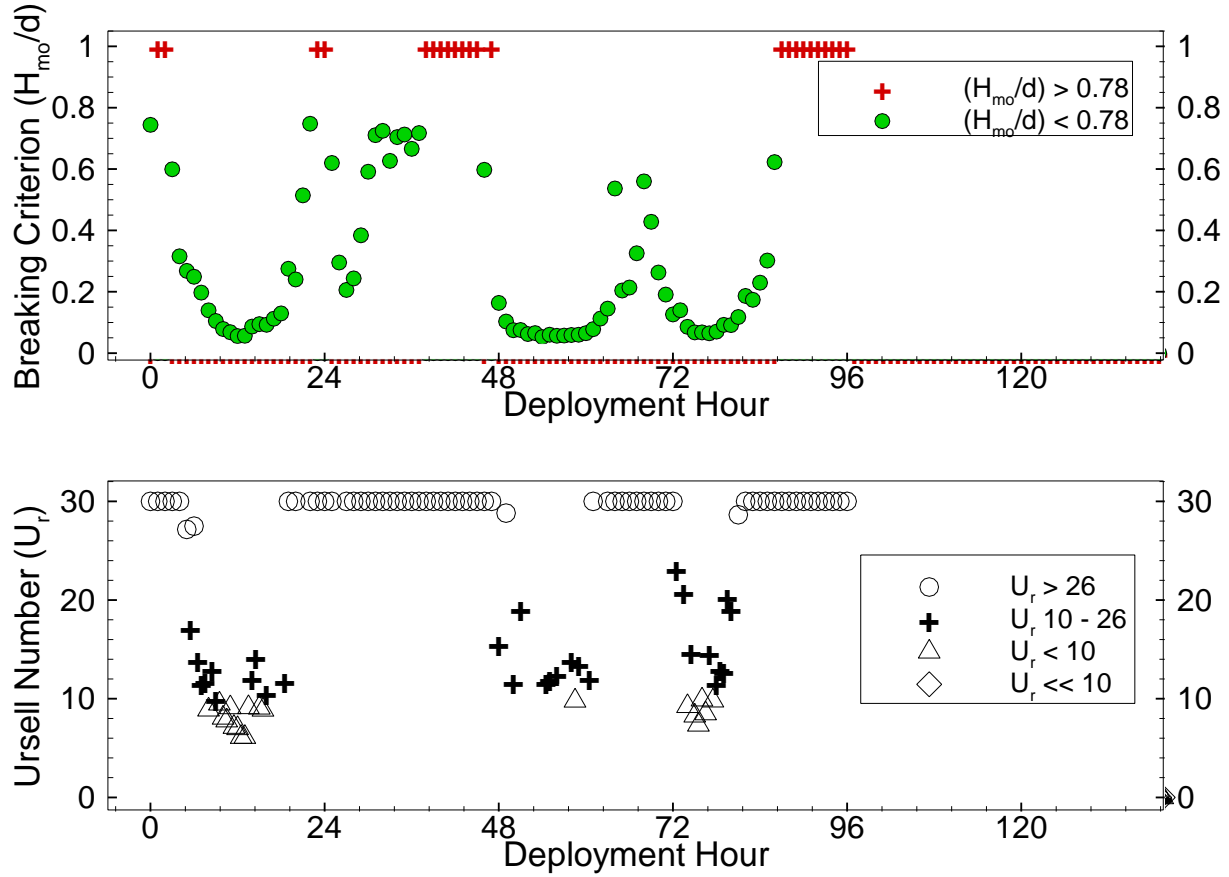 Breaking Criterion (Hmo/d)
1
0.8
0.6
0.4
0.2
0
1
0.8
0.6
0.4
0.2
0
(Hmo/d) > 0.78
(Hmo/d) < 0.78
0 24 48 72 96 120
Deployment Hour
Ursell Number (Ur)
30
20
10
0
30
20
10
0
Ur > 26
Ur 10 - 26
Ur < 10
Ur << 10
0 24 48 72 96 120
Deployment Hour